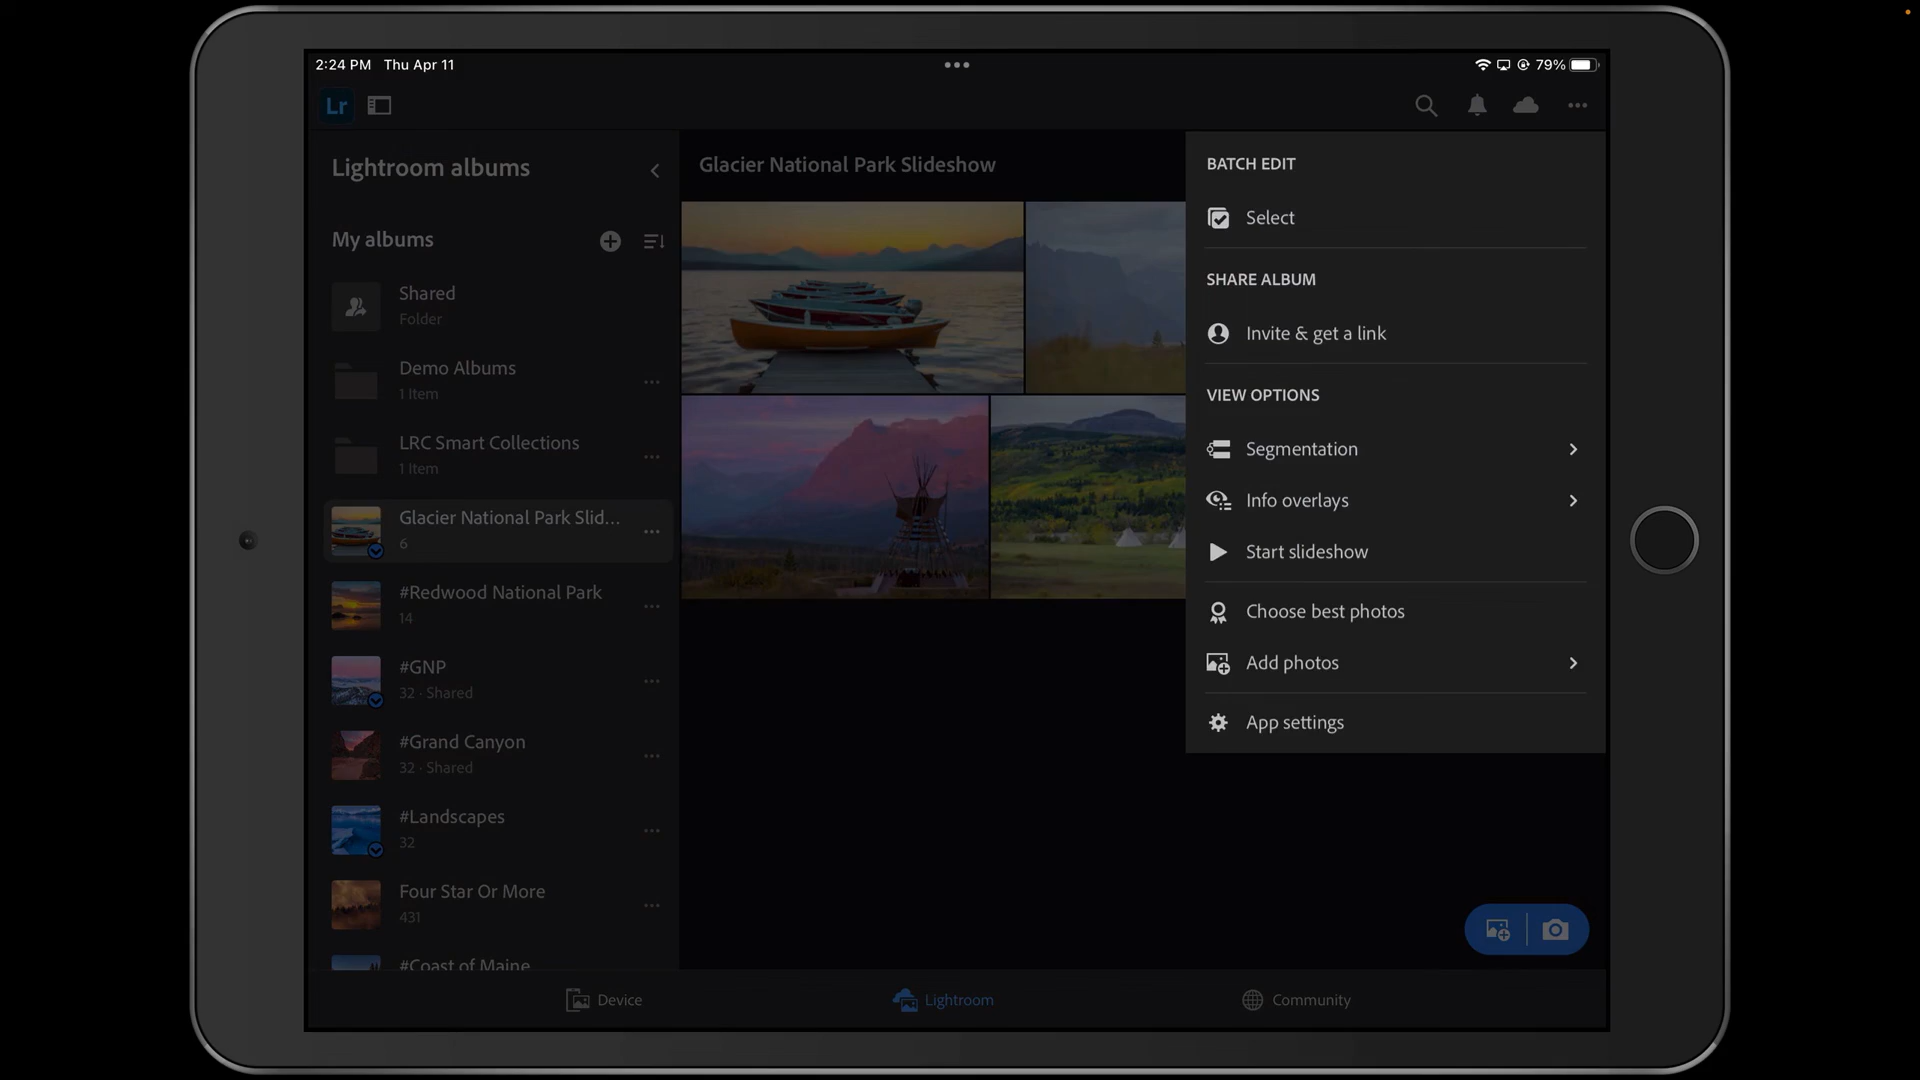 2:24 PM Thu Apr 11
79%
Lr
Lightroom albums
My albums
Shared
Folder
Demo Albums
1 Item
LRC Smart Collections
1 Item
Glacier National Park Slid...
6
#Redwood National Park
14
#GNP
32 · Shared
#Grand Canyon
32 · Shared
#Landscapes
32
Four Star Or More
431
#Coast of Maine
Glacier National Park Slideshow
BATCH EDIT
Select
SHARE ALBUM
Invite & get a link
VIEW OPTIONS
Segmentation
Info overlays
Start slideshow
Choose best photos
Add photos
App settings
Device
Lightroom
Community